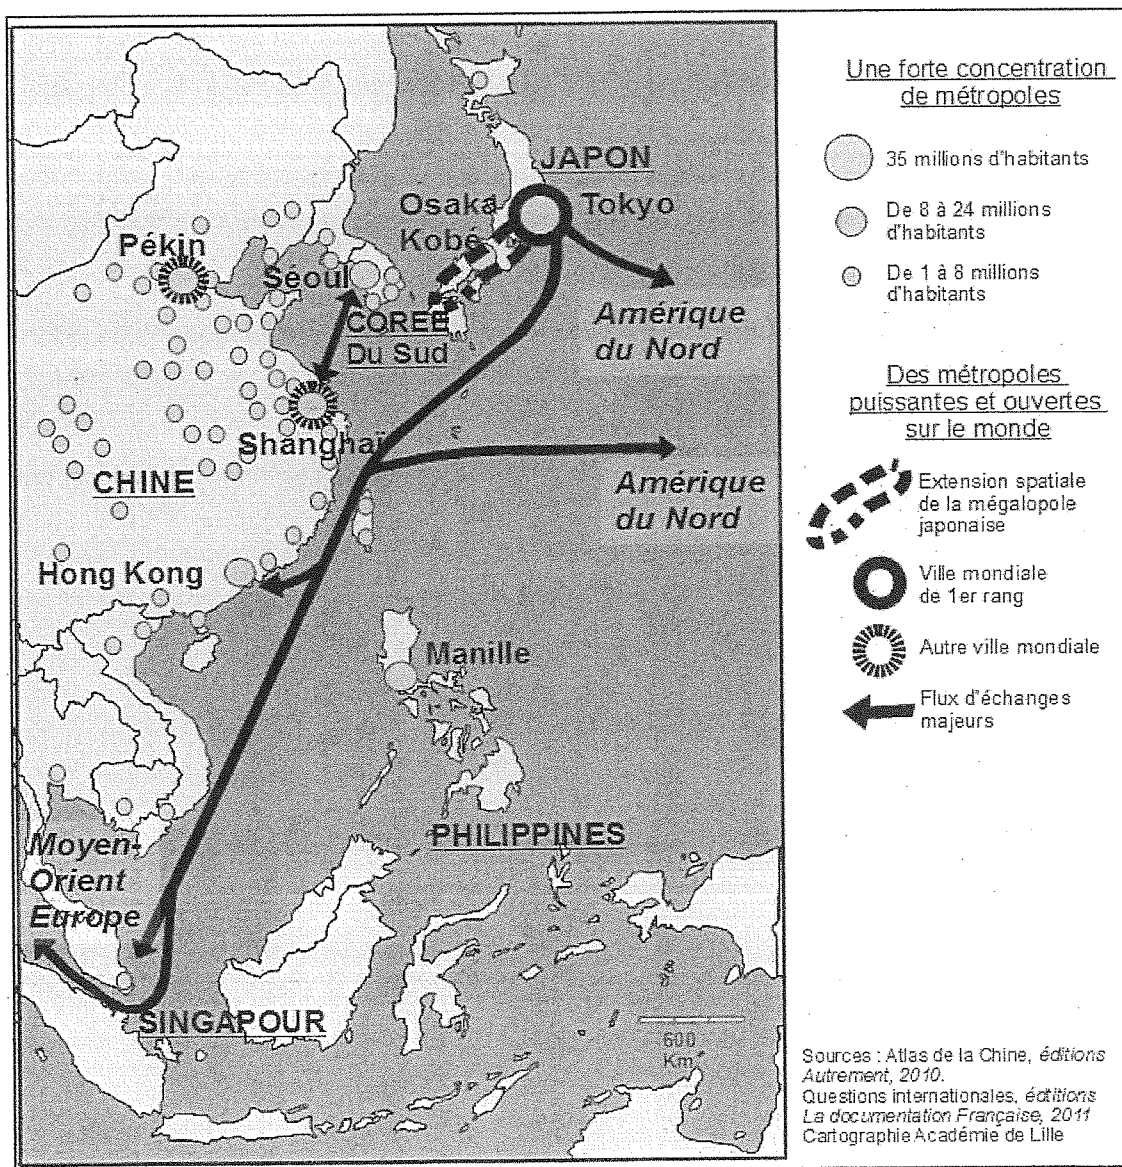 JAPON
Osaka
Tokyo
Kobé
Pékin
Séoul
CORÉE
Du Sud
Amérique
du Nord
Shanghaï
CHINE
Amérique
du Nord
Hong Kong
Manille
PHILIPPINES
Moyen-
Orient
Europe
SINGAPOUR
600
Km
Une forte concentration
de métropoles
35 millions d'habitants
De 8 à 24 millions
d'habitants
De 1 à 8 millions
d'habitants
Des métropoles
puissantes et ouvertes
sur le monde
Extension spatiale
de la mégalopole
japonaise
Ville mondiale
de 1er rang
Autre ville mondiale
Flux d'échanges
majeurs
Sources : Atlas de la Chine, éditions
Autrement, 2010.
Questions internationales, éditions
La documentation Française, 2011
Cartographie Académie de Lille